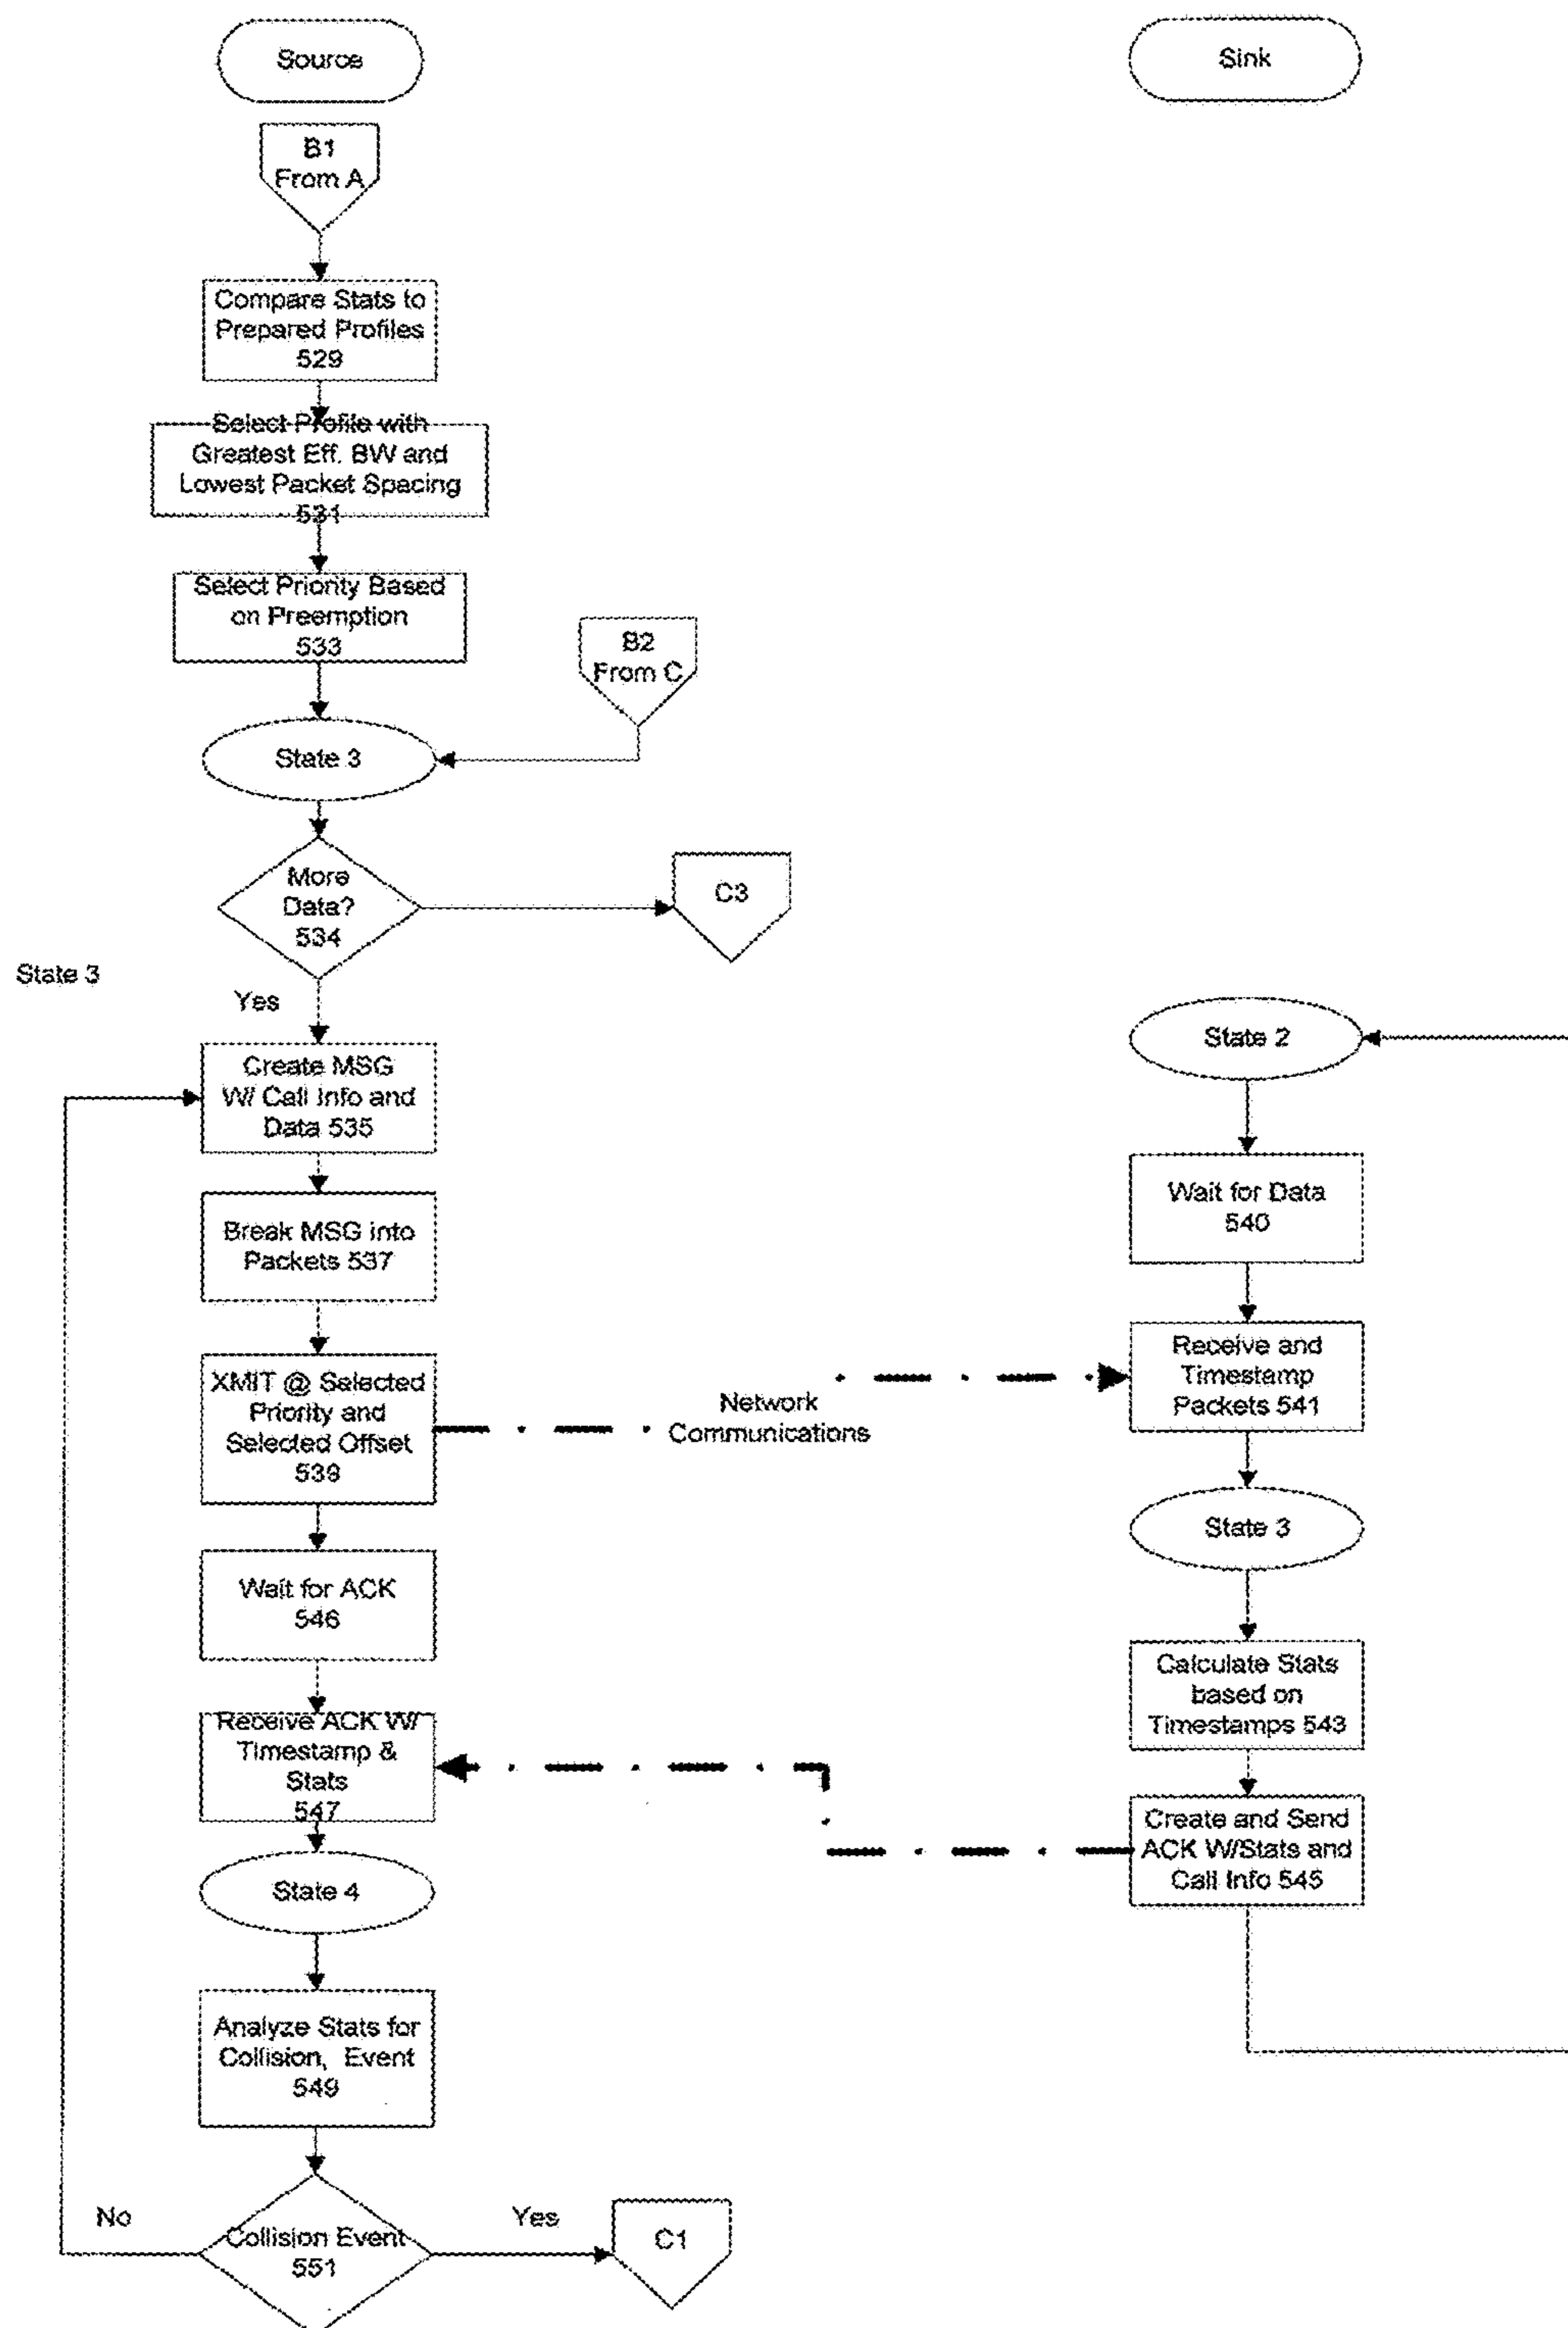 Source
Sink
B1
From A
Compare Stats to
Prepared Profiles
529
Select Profile with
Greatest Eff. BW and
Lowest Packet Spacing
531
Select Priority Based
on Preemption
533
B2
From C
State 3
More
Data?
534
C3
State 3
Yes
Create MSG
W/ Call Info and
Data 535
Break MSG into
Packets 537
XMIT @ Selected
Priority and
Selected Offset
539
Network
Communications
Wait for ACK
546
Receive ACK W/
Timestamp &
Stats
547
State 4
Analyze Stats for
Collision, Event
549
No
Collision Event
551
Yes
C1
State 2
Wait for Data
540
Receive and
Timestamp
Packets 541
State 3
Calculate Stats
based on
Timestamps 543
Create and Send
ACK W/Stats and
Call Info 545